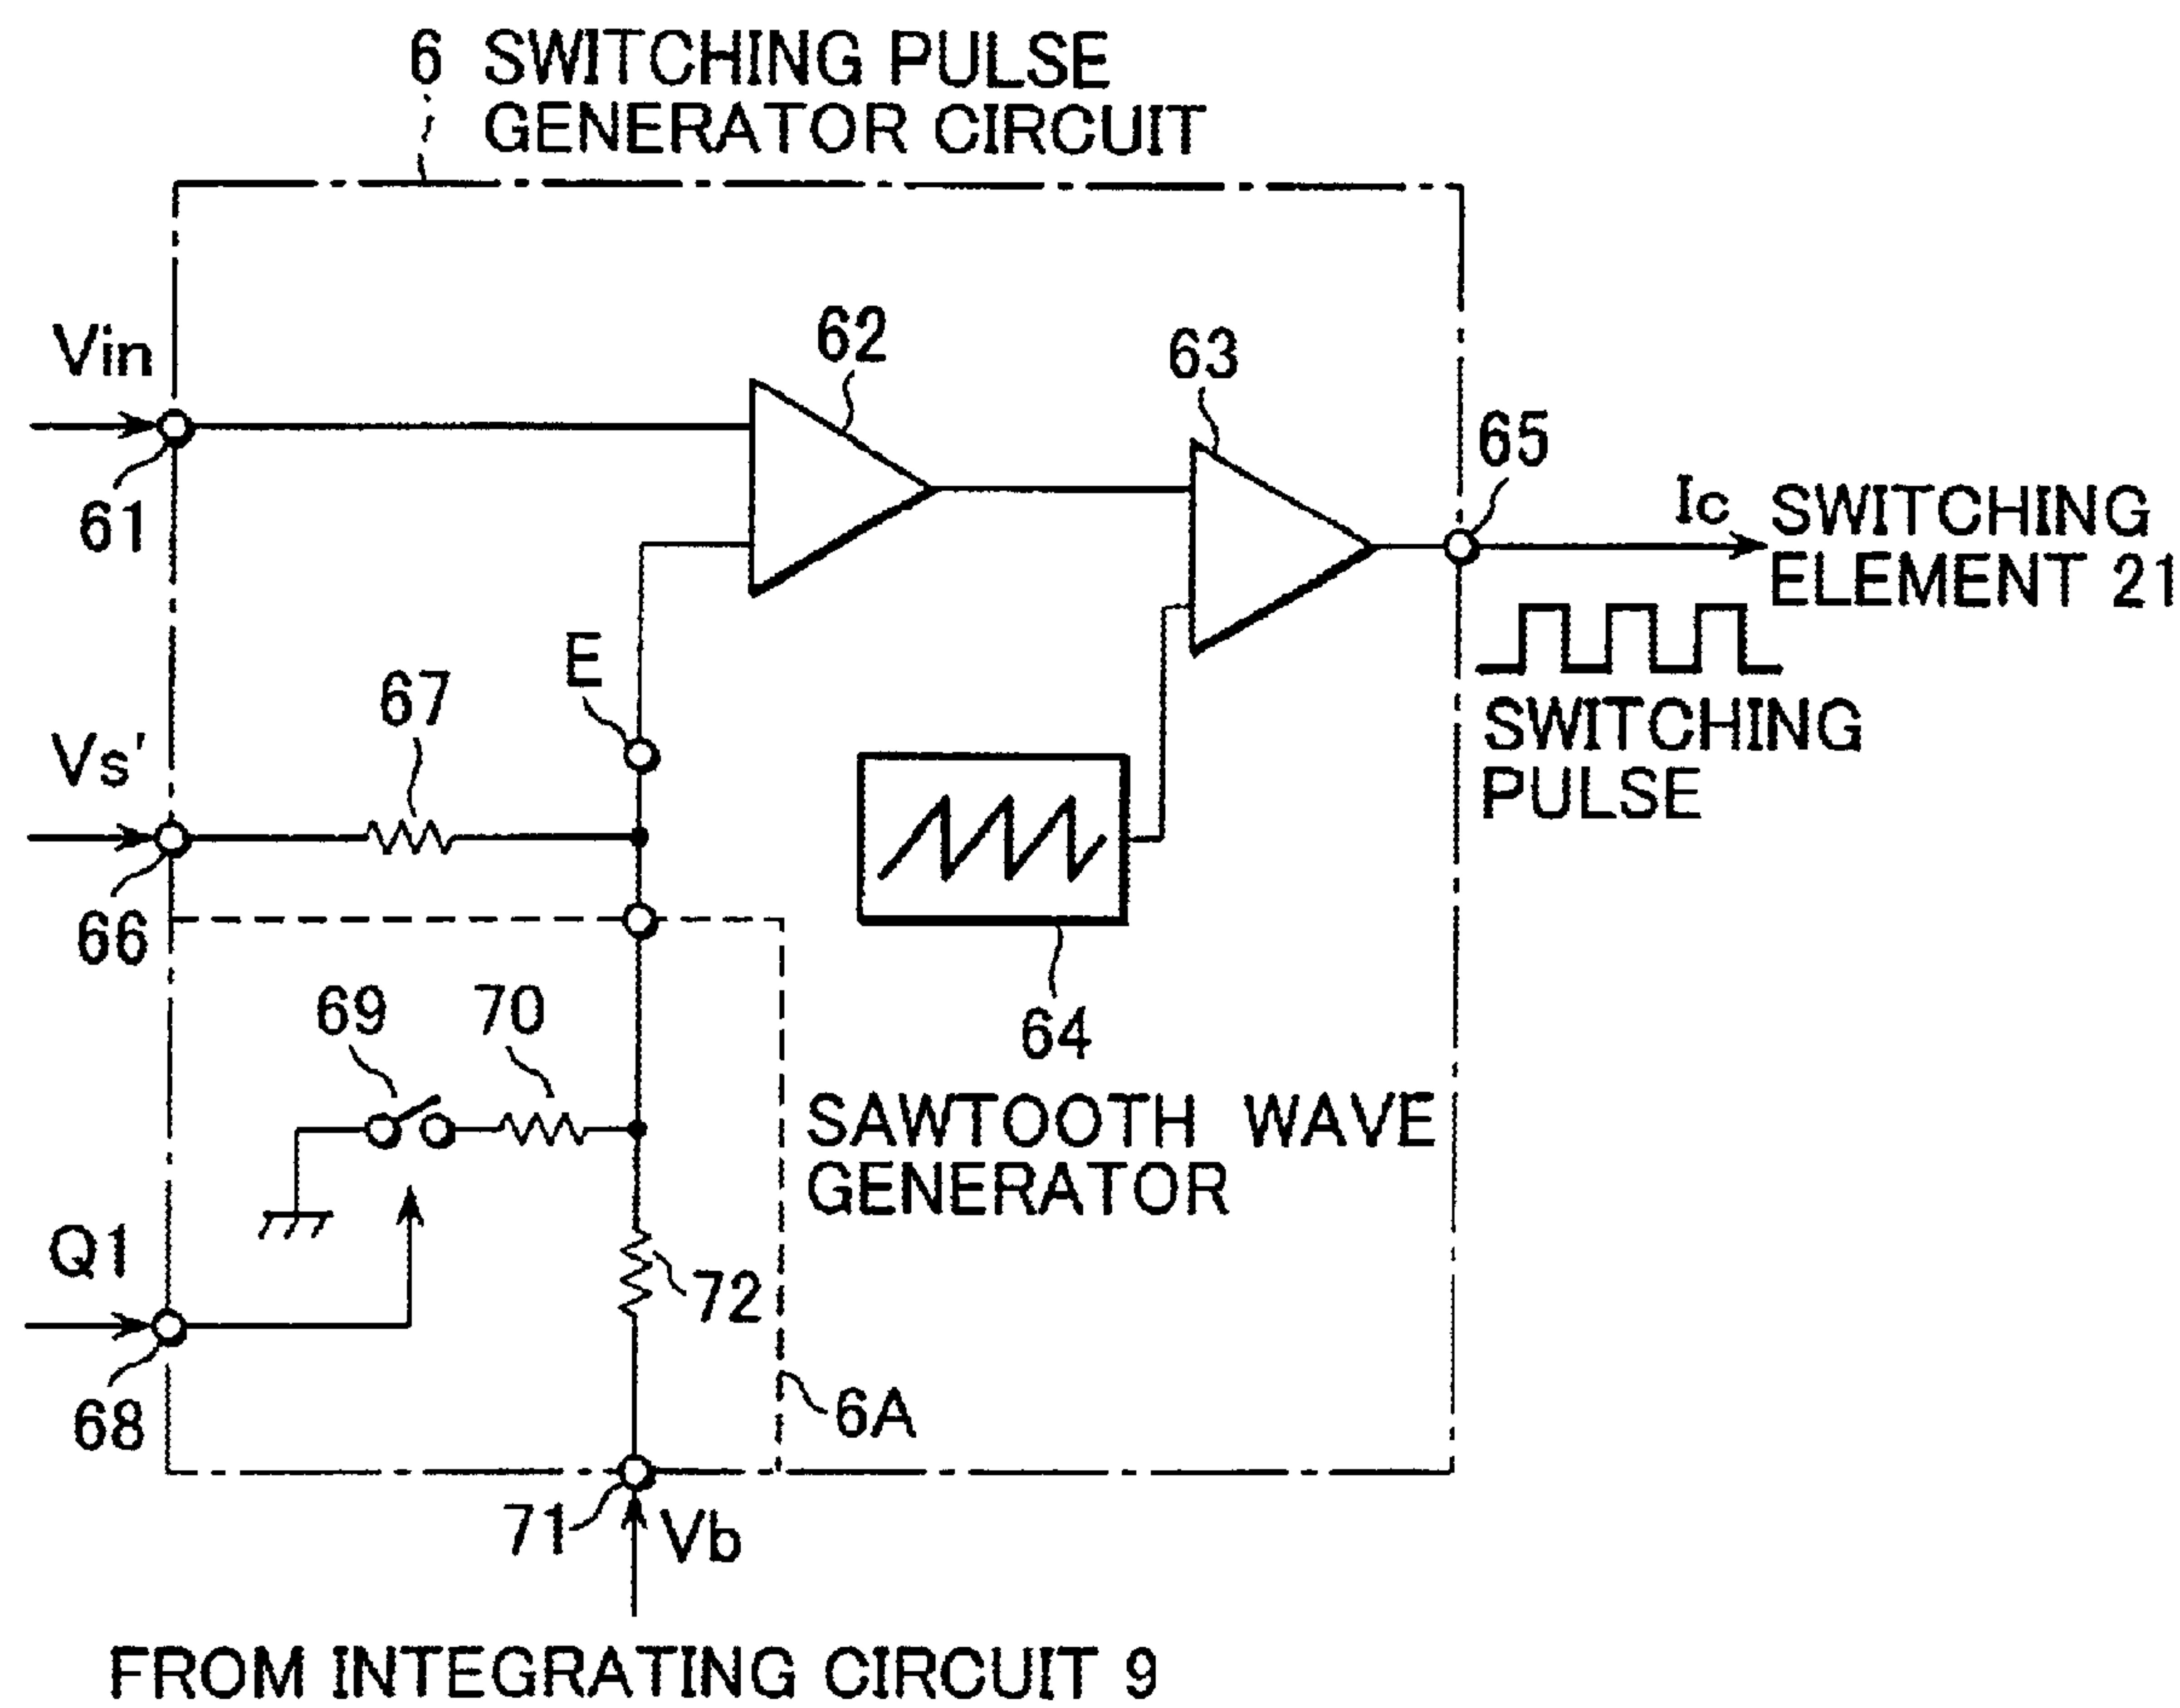 6 SWITCHING PULSE
GENERATOR CIRCUIT
Vin
62
63
61
65
Ic SWITCHING
ELEMENT 21
E
67
SWITCHING
PULSE
Vs'
66
69
70
64
SAWTOOTH WAVE
GENERATOR
Q1
72
68
6A
71
Vb
FROM INTEGRATING CIRCUIT 9